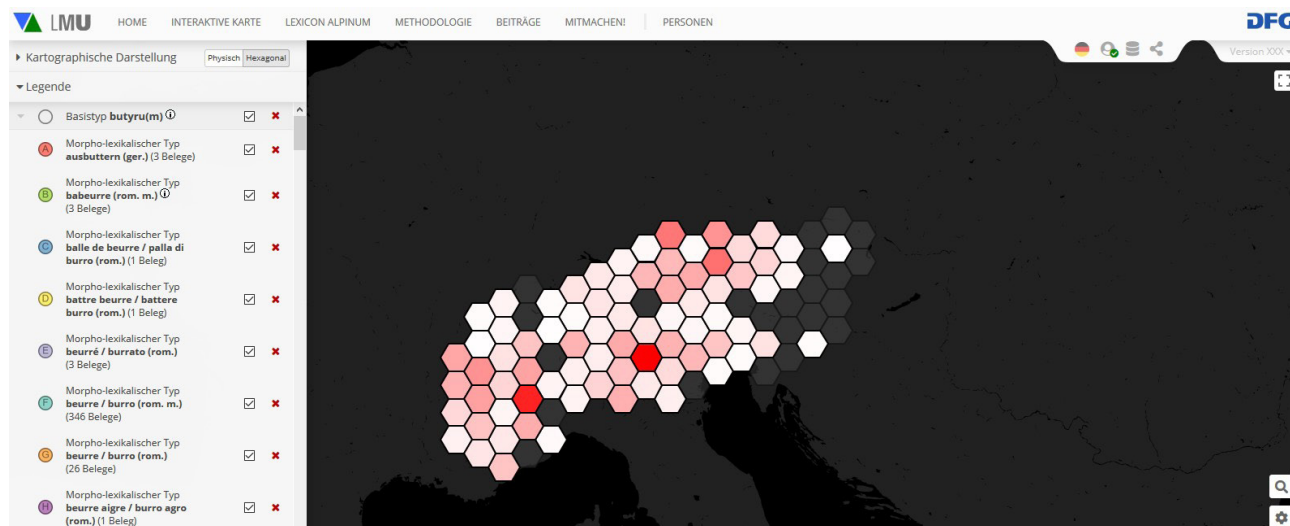 VA LMU HOME INTERAKTIVE KARTE LEXICON ALPINUM METHODOLOGIE BEITRÄGE MITMACHEN! PERSONEN DFG
Kartographische Darstellung Physisch Hexagonal
Version XXX
Legende
Basistyp butyru(m)
A Morpho-lexikalischer Typ
ausbuttern (ger.) (3 Belege)
Morpho-lexikalischer Typ
B babeurre (rom. m.)
(3 Belege)
Morpho-lexikalischer Typ
C balle de beurre / palla di
burro (rom.) (1 Beleg)
Morpho-lexikalischer Typ
D battre beurre / battere
burro (rom.) (1 Beleg)
Morpho-lexikalischer Typ
E beurré / burrato (rom.)
(3 Belege)
Morpho-lexikalischer Typ
F beurre / burro (rom. m.)
(346 Belege)
Morpho-lexikalischer Typ
G beurre / burro (rom.)
(26 Belege)
Morpho-lexikalischer Typ
H beurre aigre / burro agro
(rom.) (1 Beleg)